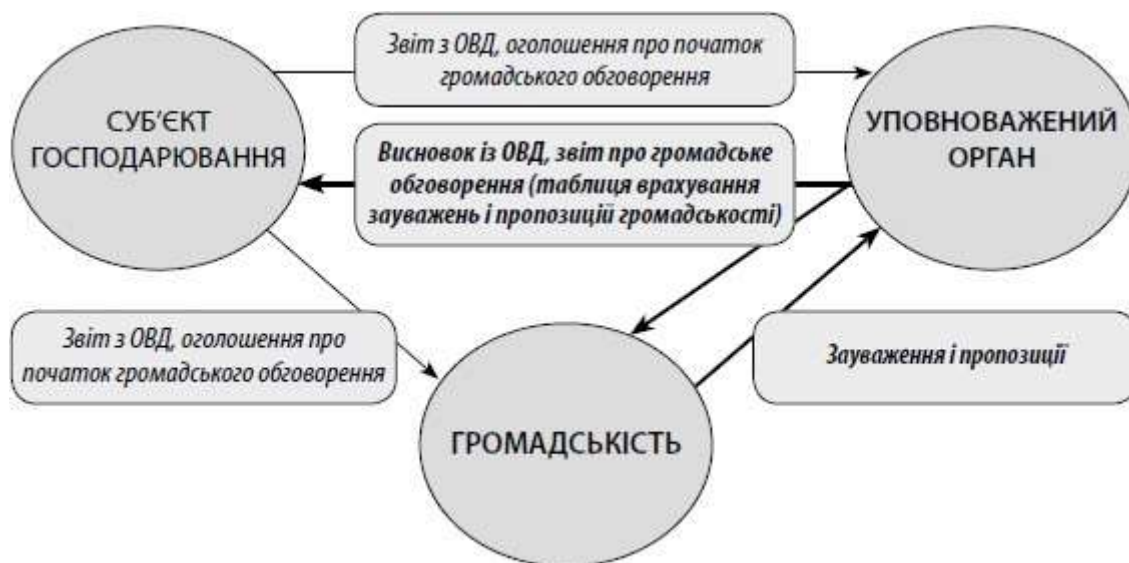 Звіт з ОВД, оголошення про початок
громадського обговорення
СУБ'ЄКТ
ГОСПОДАРЮВАННЯ
УПОВНОВАЖЕНИЙ
ОРГАН
Висновок із ОВД, звіт про громадське
обговорення (таблиця врахування
зауважень і пропозицій громадськості)
Звіт з ОВД, оголошення про
початок громадського обговорення
Зауваження і пропозиції
ГРОМАДСЬКІСТЬ